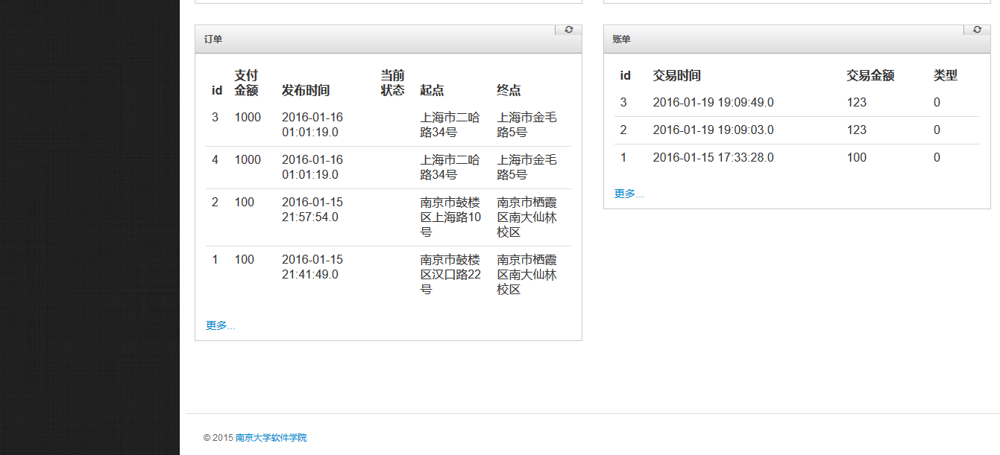 订单
id 支付金额 发布时间 当前状态 起点 终点
3 1000 2016-01-16 01:01:19.0 上海市二哈路34号 上海市金毛路5号
4 1000 2016-01-16 01:01:19.0 上海市二哈路34号 上海市金毛路5号
2 100 2016-01-15 21:57:54.0 南京市鼓楼区上海路10号 南京市栖霞区南大仙林校区
1 100 2016-01-15 21:41:49.0 南京市鼓楼区汉口路22号 南京市栖霞区南大仙林校区
更多...
账单
id 交易时间 交易金额 类型
3 2016-01-19 19:09:49.0 123 0
2 2016-01-19 19:09:03.0 123 0
1 2016-01-15 17:33:28.0 100 0
更多...
© 2015 南京大学软件学院